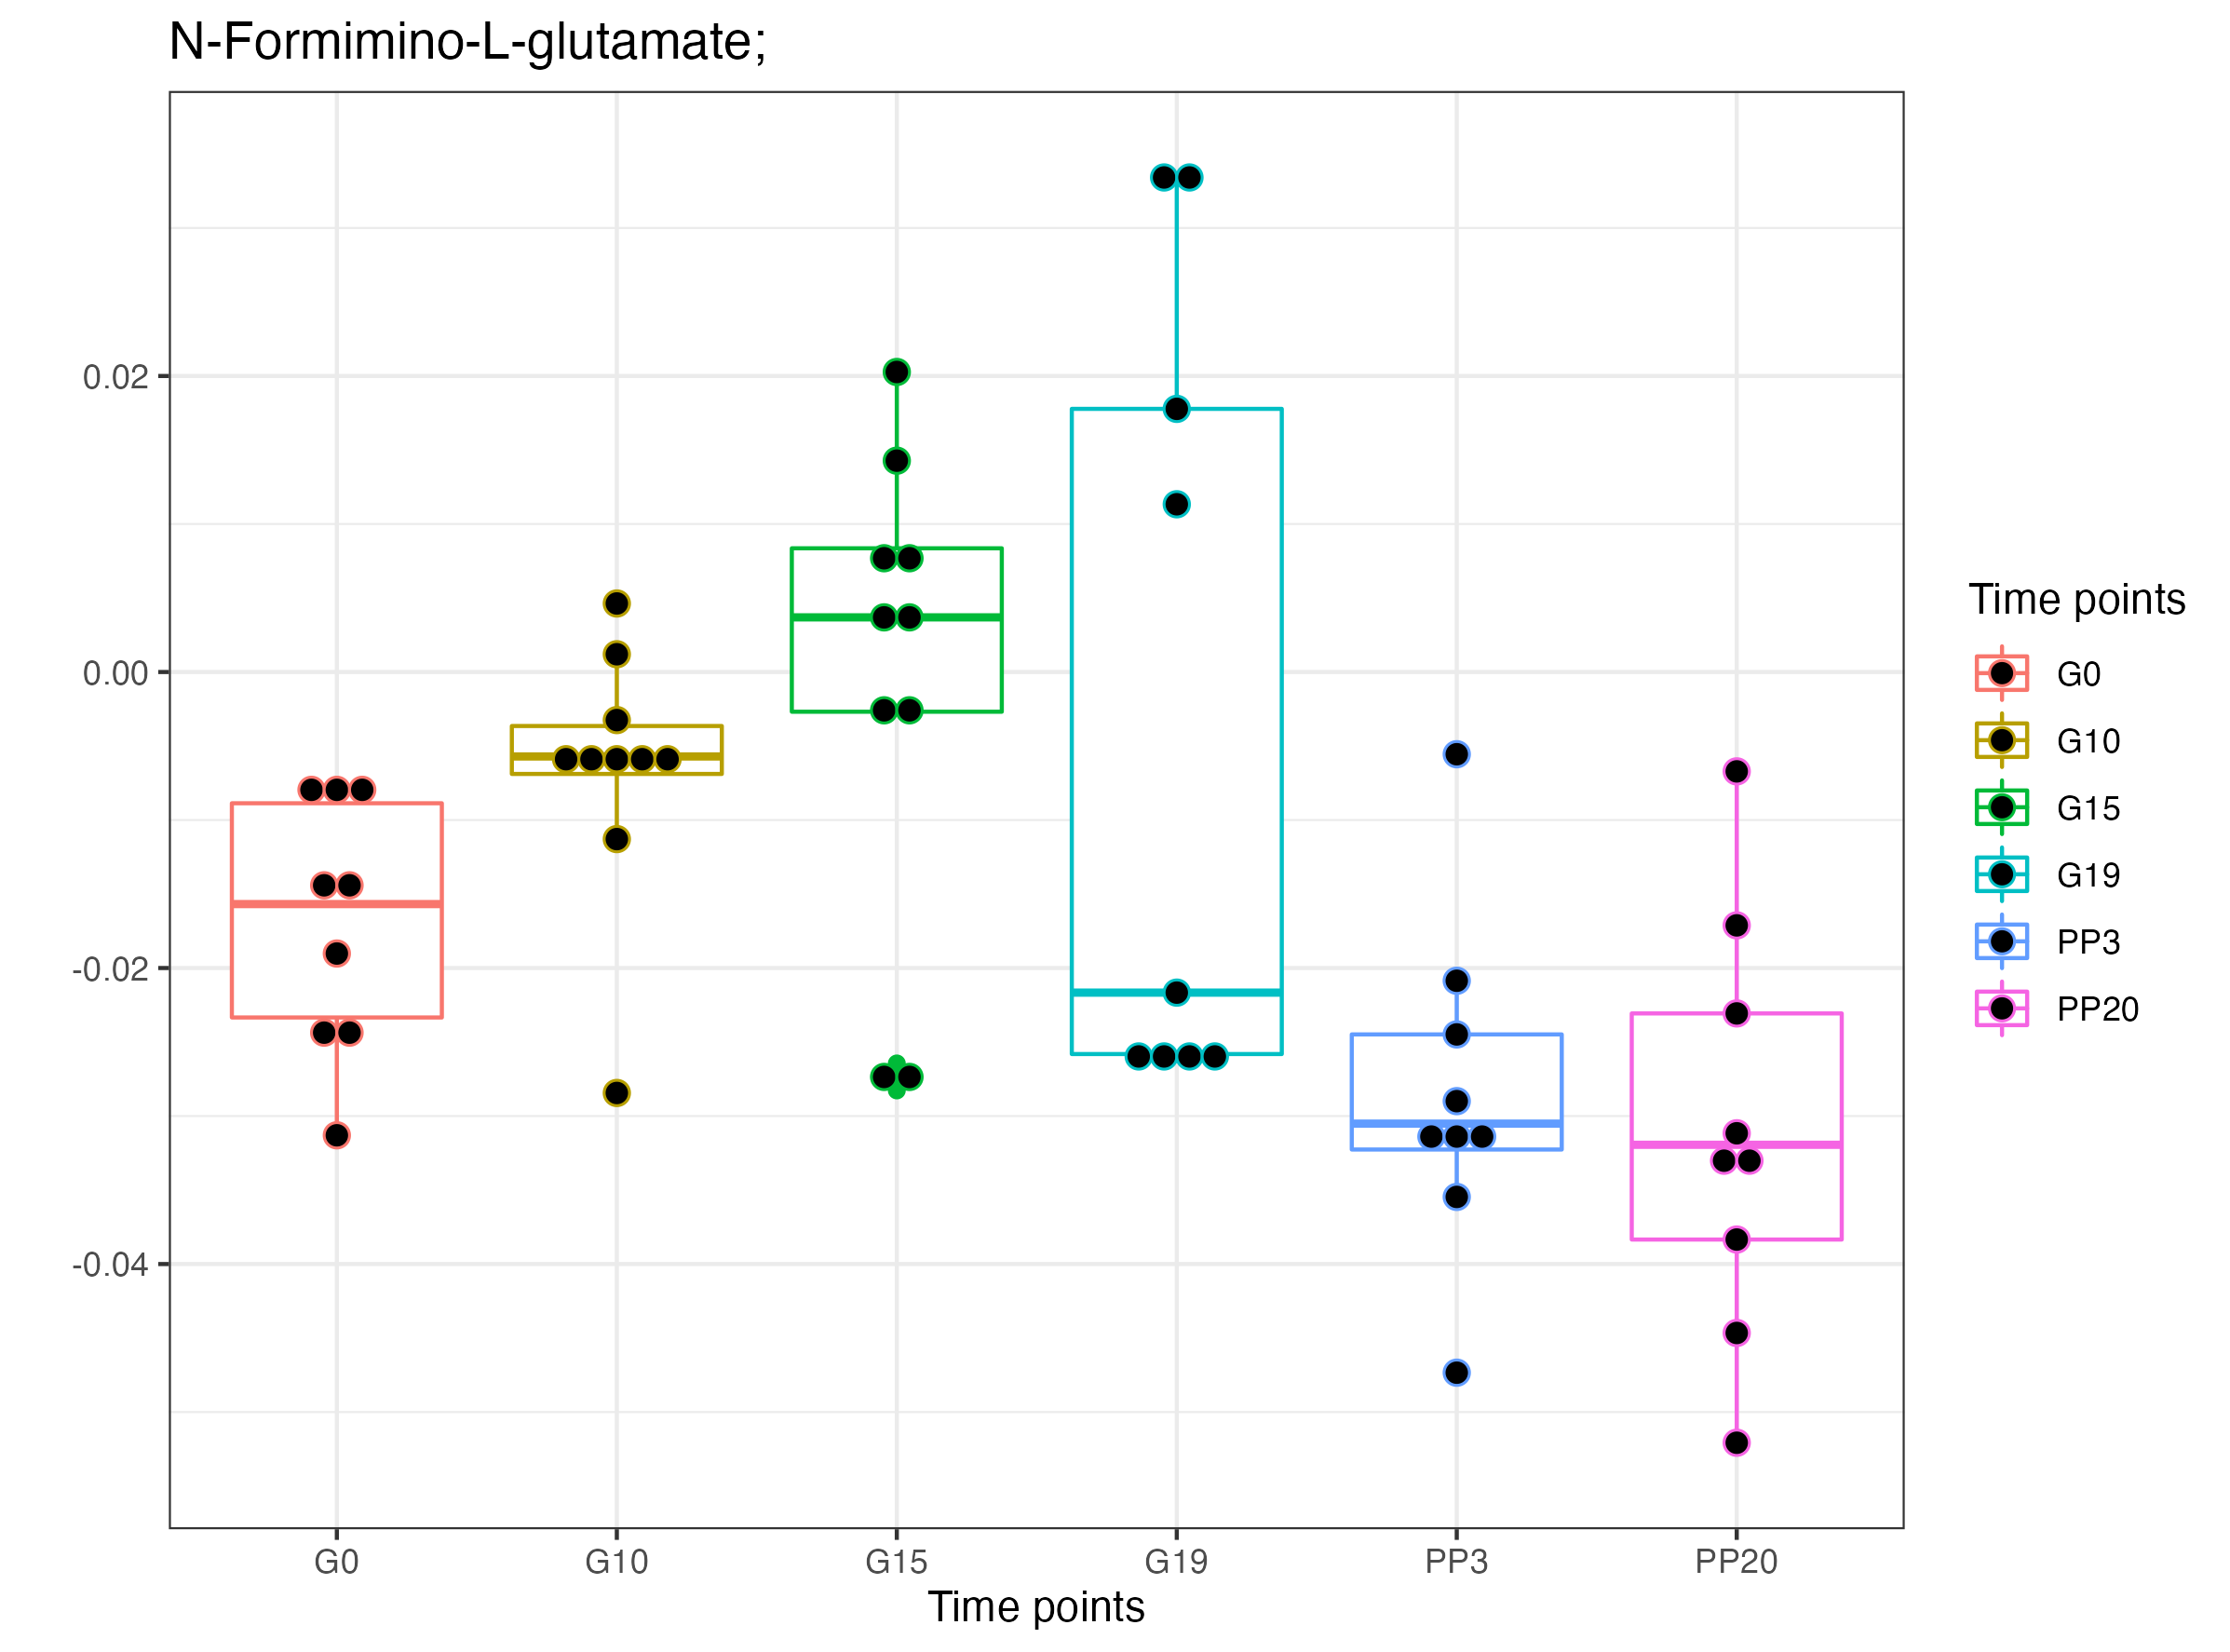 N-Formimino-L-glutamate;
0.02
0.00
-0.02
-0.04
G0 G10 G15 G19 PP3 PP20
Time points
Time points
G0
G10
G15
G19
PP3
PP20